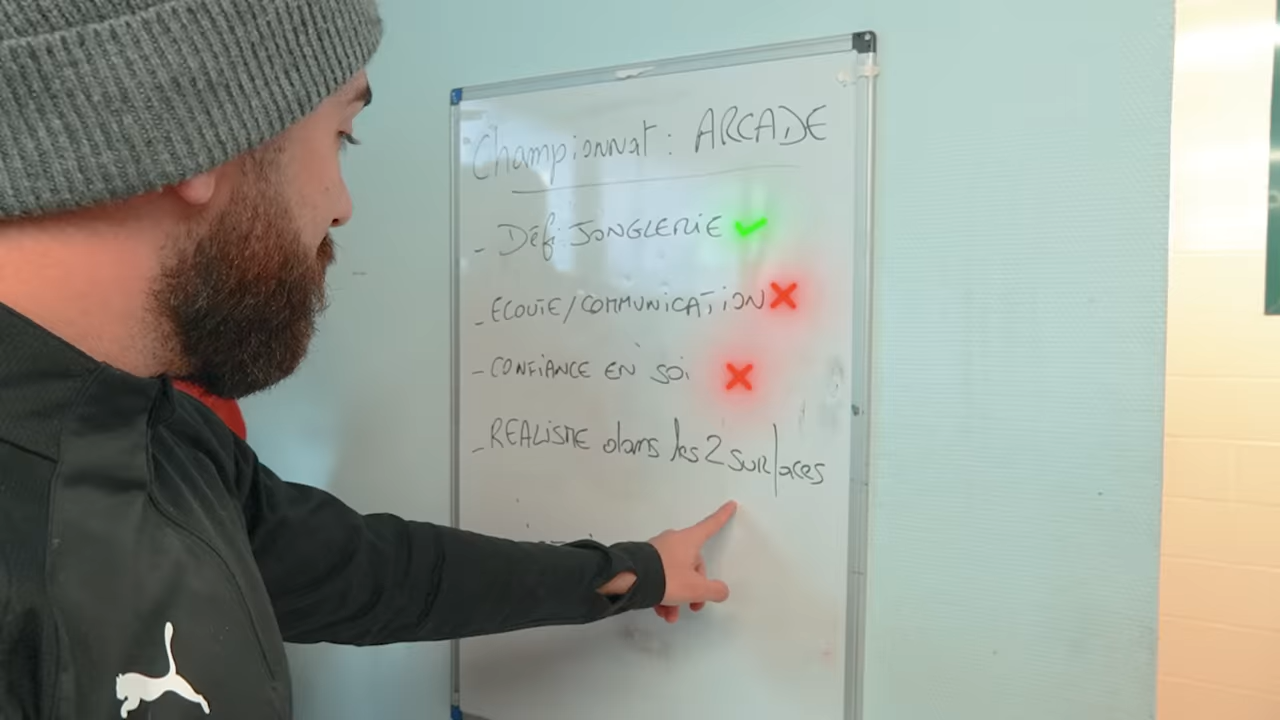 Championnat : ARCADE
- Défi JONGLERIE
- ECOUTE/COMMUNICATION
- CONFIANCE EN SOI
- REALISME dans les 2 SURfaces